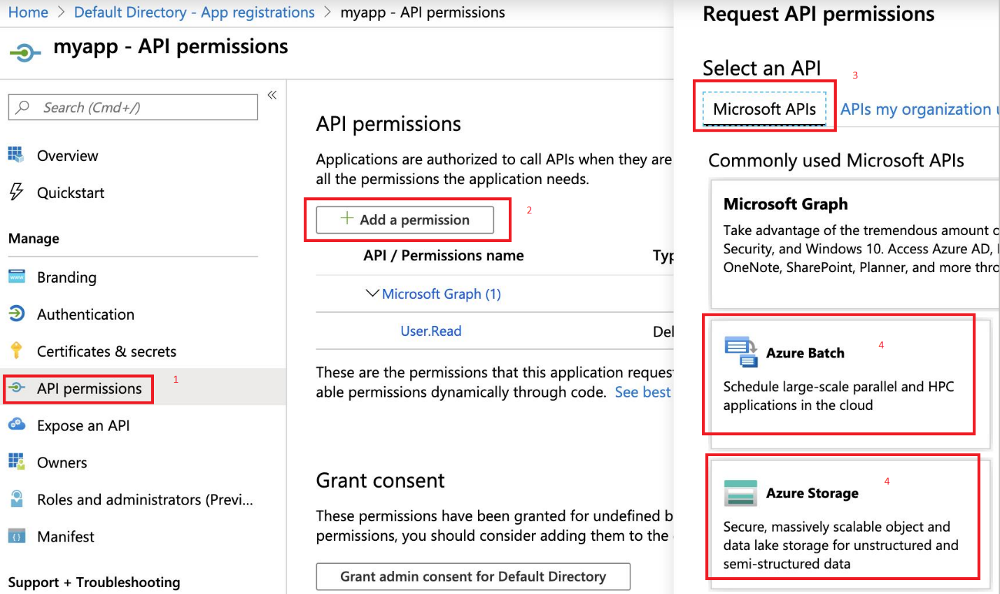 Home > Default Directory - App registrations > myapp - API permissions
myapp - API permissions
Search (Cmd+/)
«
Overview
Quickstart
Manage
Branding
Authentication
Certificates & secrets
API permissions
1
Expose an API
Owners
Roles and administrators (Previ...
Manifest
Support + Troubleshooting
API permissions
Applications are authorized to call APIs when they are
all the permissions the application needs.
+ Add a permission
2
API / Permissions name
Typ
Microsoft Graph (1)
User.Read
Del
These are the permissions that this application reques
able permissions dynamically through code. See best
Grant consent
These permissions have been granted for undefined b
permissions, you should consider adding them to the
Grant admin consent for Default Directory
Request API permissions
Select an API
3
Microsoft APIs
APIs my organization u
Commonly used Microsoft APIs
Microsoft Graph
Take advantage of the tremendous amount o
Security, and Windows 10. Access Azure AD,
OneNote, SharePoint, Planner, and more thro
Azure Batch
4
Schedule large-scale parallel and HPC
applications in the cloud
Azure Storage
4
Secure, massively scalable object and
data lake storage for unstructured and
semi-structured data